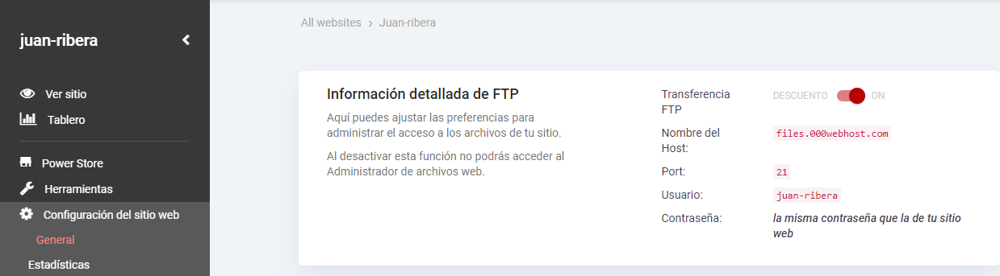 juan-ribera
Ver sitio
Tablero
Power Store
Herramientas
Configuración del sitio web
General
Estadísticas
All websites › Juan-ribera
Información detallada de FTP
Aquí puedes ajustar las preferencias para
administrar el acceso a los archivos de tu sitio.
Al desactivar esta función no podrás acceder al
Administrador de archivos web.
Transferencia
FTP
DESCUENTO ON
Nombre del
Host:
files.000webhost.com
Port:
21
Usuario:
juan-ribera
Contraseña:
la misma contraseña que la de tu sitio
web